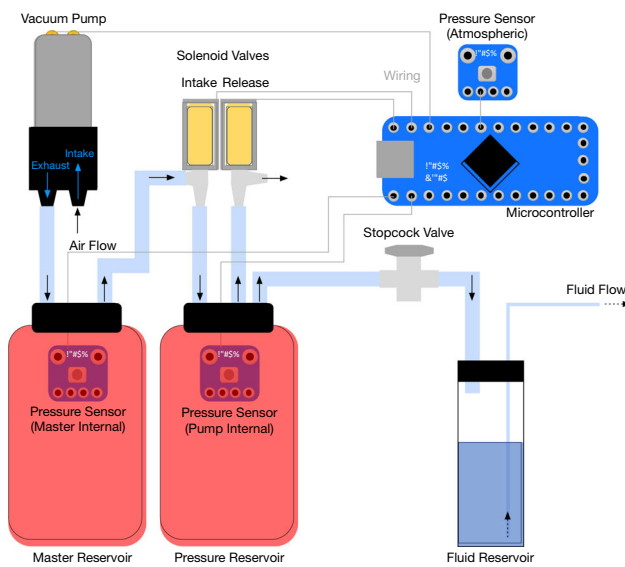 Vacuum Pump
Pressure Sensor
(Atmospheric)
!"#$%
Solenoid Valves
Intake Release
Wiring
Intake
Exhaust
!"#$%
&'"#$
Microcontroller
Air Flow
Stopcock Valve
Fluid Flow
!"#$%
!"#$%
Pressure Sensor
(Master Internal)
Pressure Sensor
(Pump Internal)
Master Reservoir
Pressure Reservoir
Fluid Reservoir